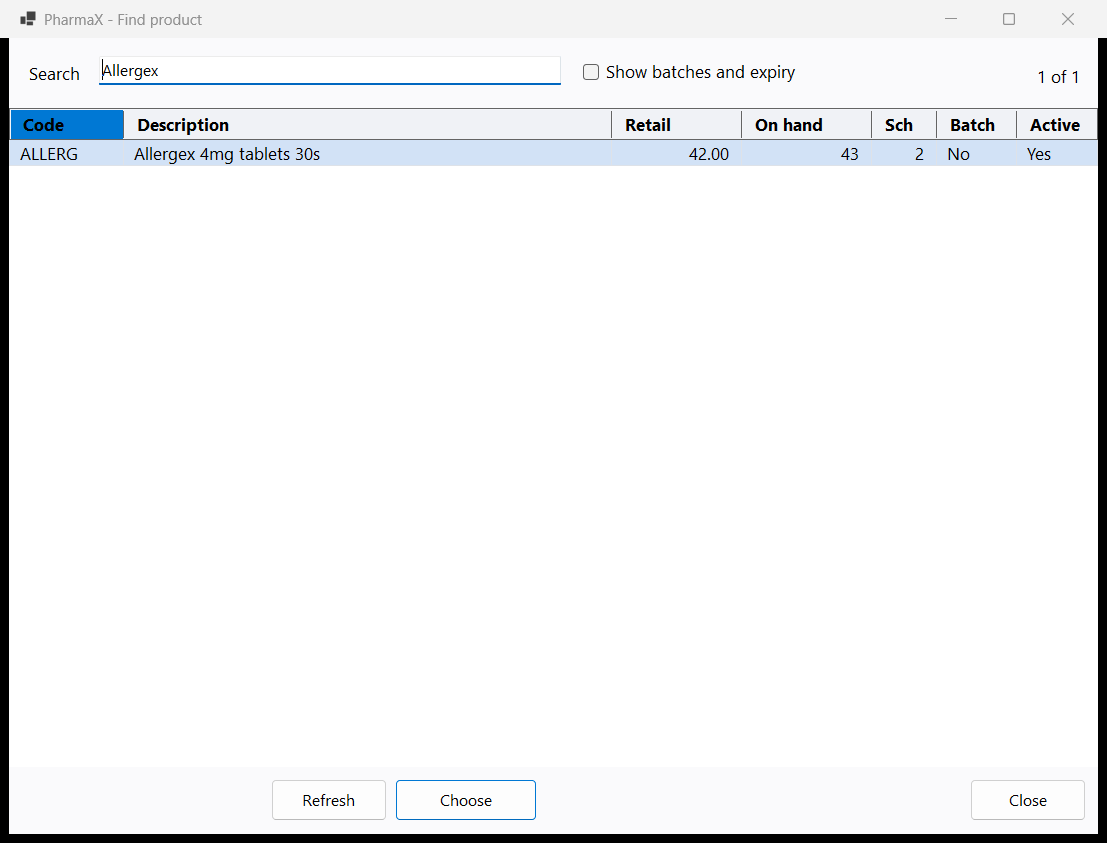 PharmaX - Find product
Search Allergex Show batches and expiry 1 of 1
Code Description Retail On hand Sch Batch Active
ALLERG Allergex 4mg tablets 30s 42.00 43 2 No Yes
Refresh Choose Close